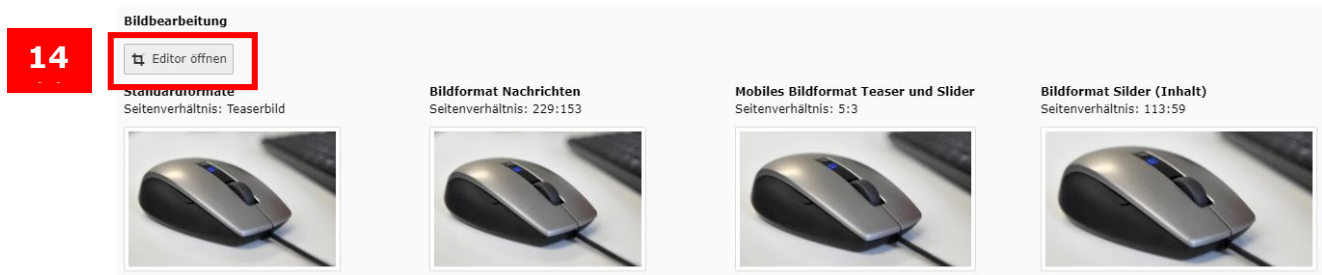 Bildbearbeitung
14
Editor öffnen
Standardformate
Seitenverhältnis: Teaserbild
Bildformat Nachrichten
Seitenverhältnis: 229:153
Mobiles Bildformat Teaser und Slider
Seitenverhältnis: 5:3
Bildformat Silder (Inhalt)
Seitenverhältnis: 113:59